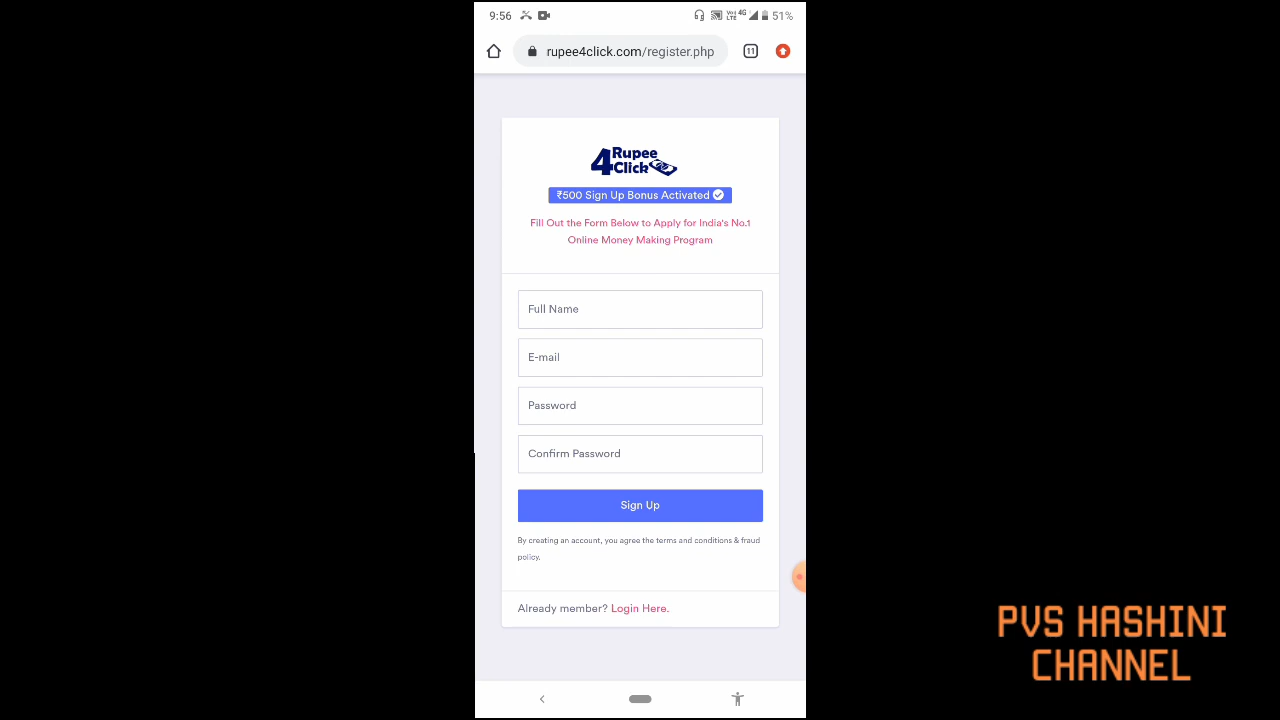 9:56
VoLTE 4G 51%
rupee4click.com/register.php
11
4 Rupee
Click
₹500 Sign Up Bonus Activated
Fill Out the Form Below to Apply for India's No.1
Online Money Making Program
Full Name
E-mail
Password
Confirm Password
Sign Up
By creating an account, you agree the terms and conditions & fraud
policy.
Already member? Login Here.
PVS HASHINI
CHANNEL